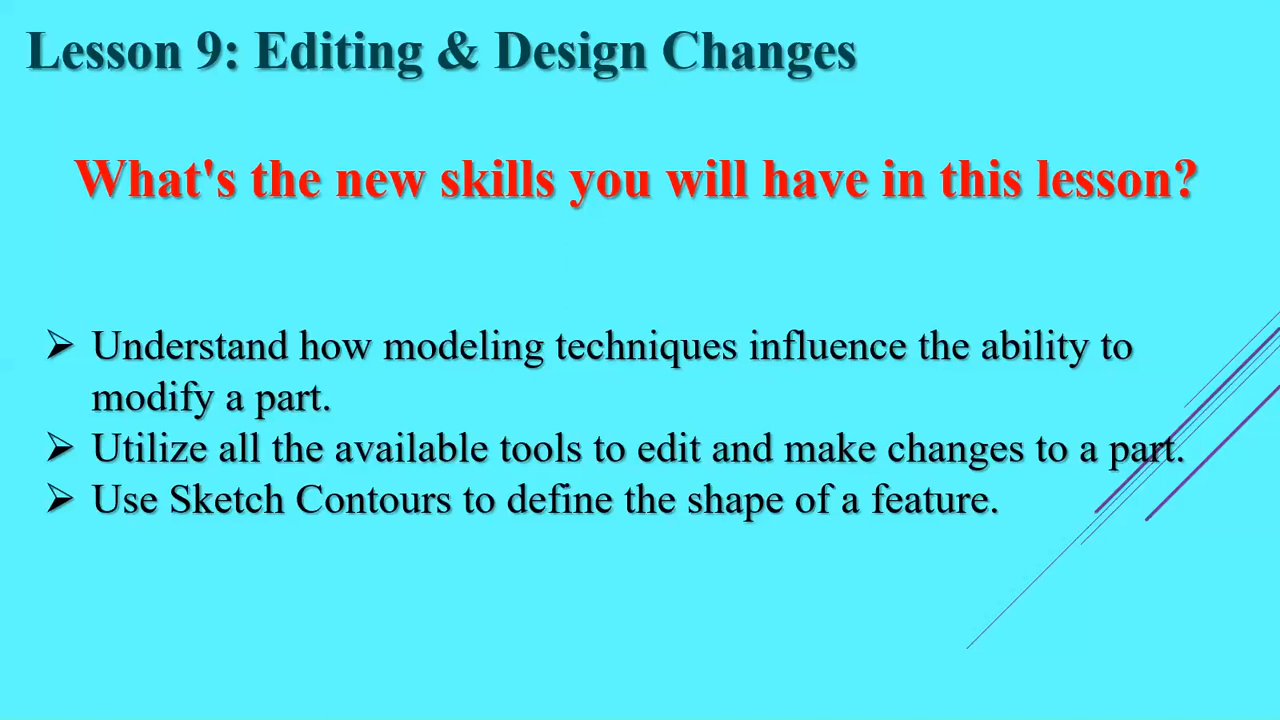 Lesson 9: Editing & Design Changes
What's the new skills you will have in this lesson?
➢ Understand how modeling techniques influence the ability to
modify a part.
➢ Utilize all the available tools to edit and make changes to a part.
➢ Use Sketch Contours to define the shape of a feature.